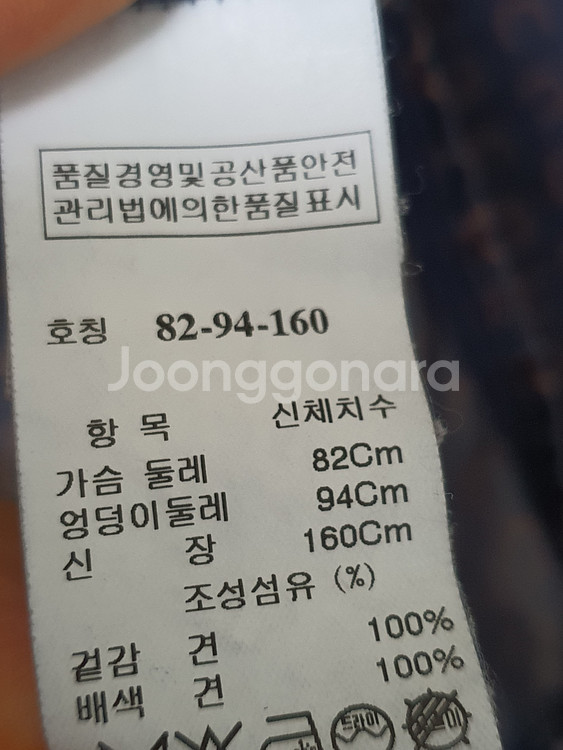 품질경영및공산품안전
관리법에의한품질표시
호칭 82-94-160
Joonggonara
항 목 신체치수
가슴 둘레 82Cm
엉덩이둘레 94Cm
신 장 160Cm
조성섬유 (%)
겉감 견 100%
배색 견 100%
드라이